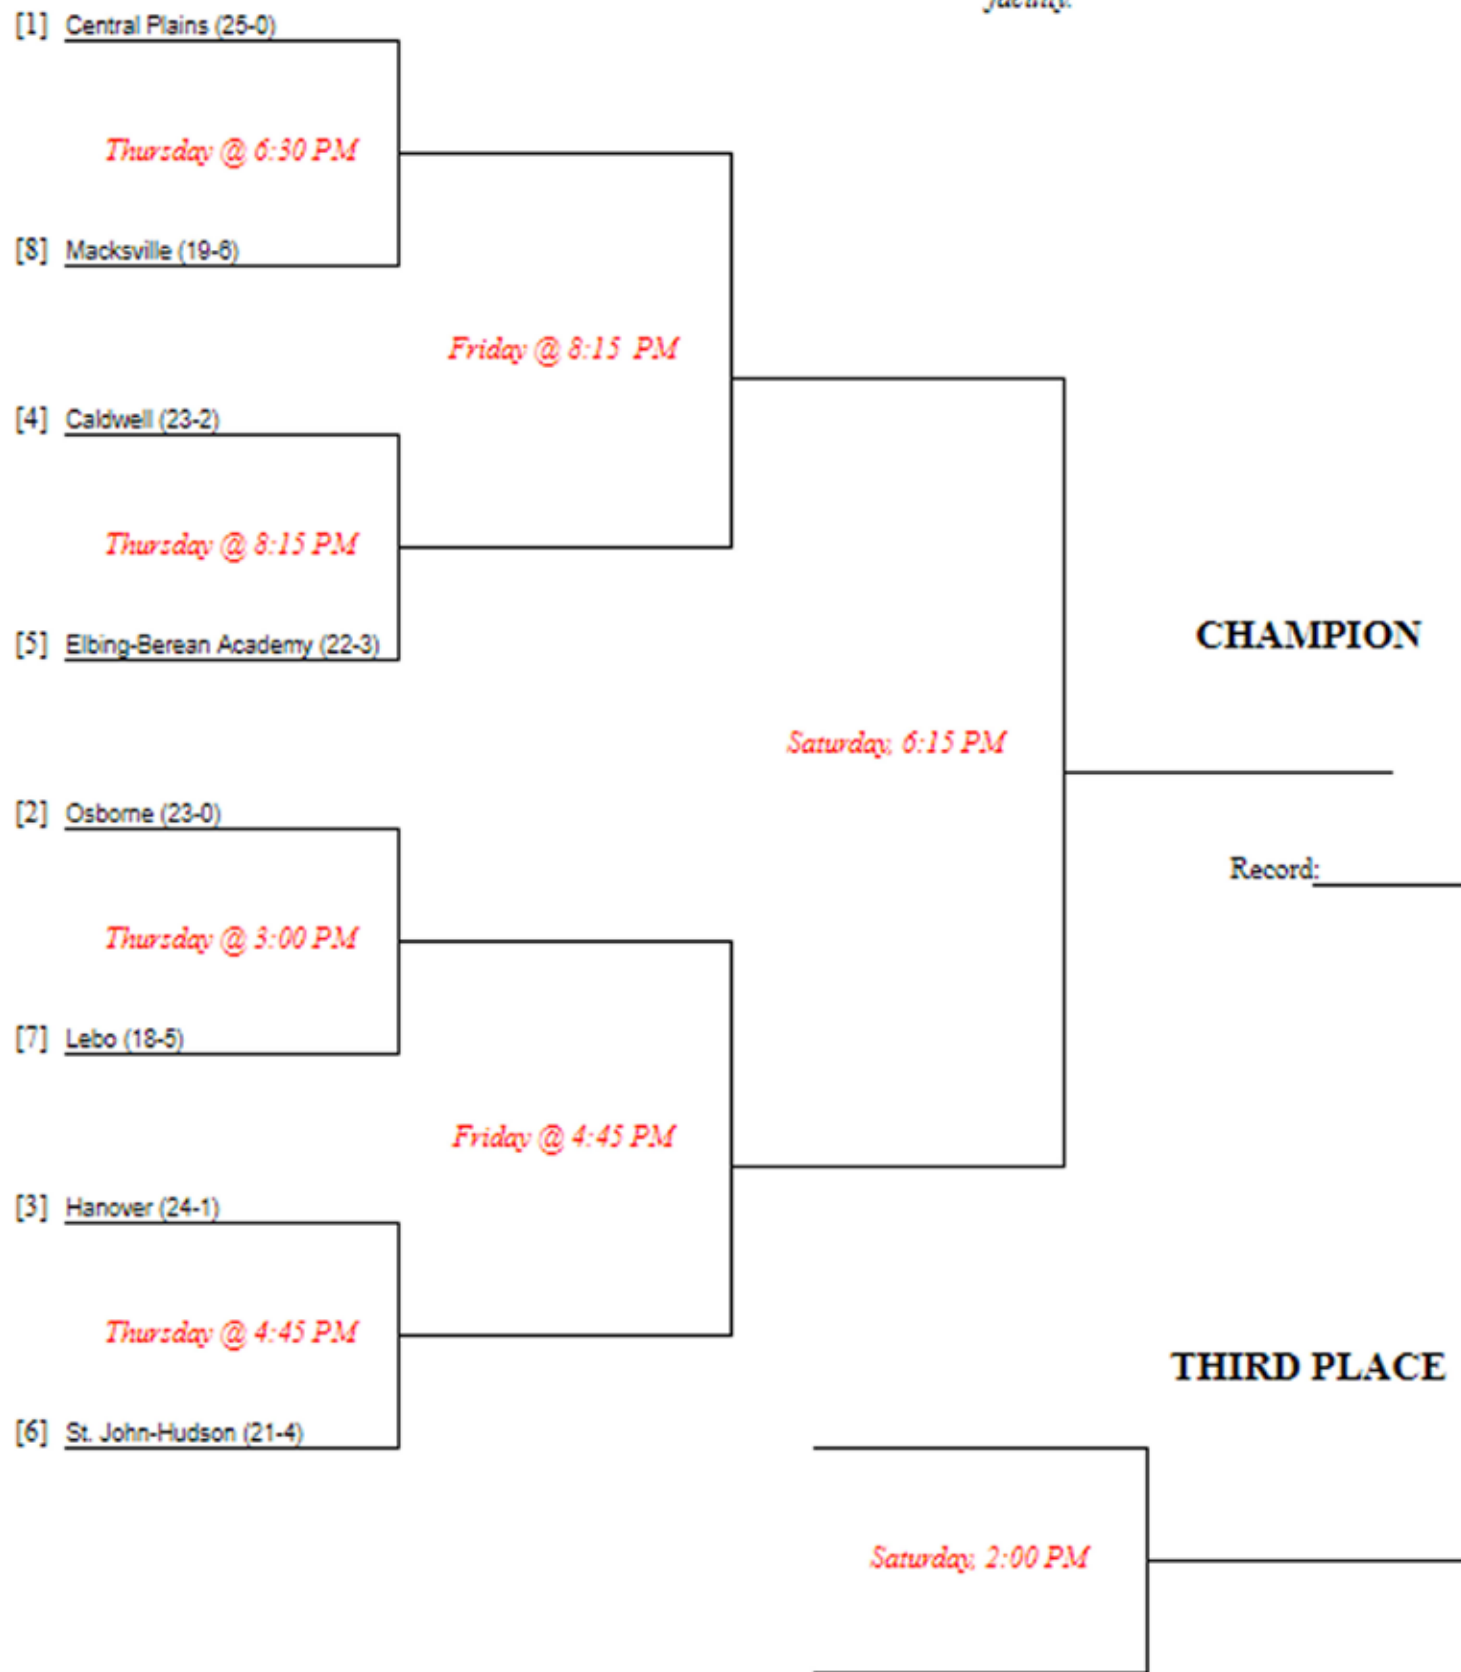 facility.
[1] Central Plains (25-0)
Thursday @ 6:30 PM
[8] Macksville (19-6)
Friday @ 8:15 PM
[4] Caldwell (23-2)
Thursday @ 8:15 PM
[5] Elbing-Berean Academy (22-3)
CHAMPION
Saturday, 6:15 PM
[2] Osborne (23-0)
Record:
Thursday @ 3:00 PM
[7] Lebo (18-5)
Friday @ 4:45 PM
[3] Hanover (24-1)
Thursday @ 4:45 PM
THIRD PLACE
[6] St. John-Hudson (21-4)
Saturday, 2:00 PM